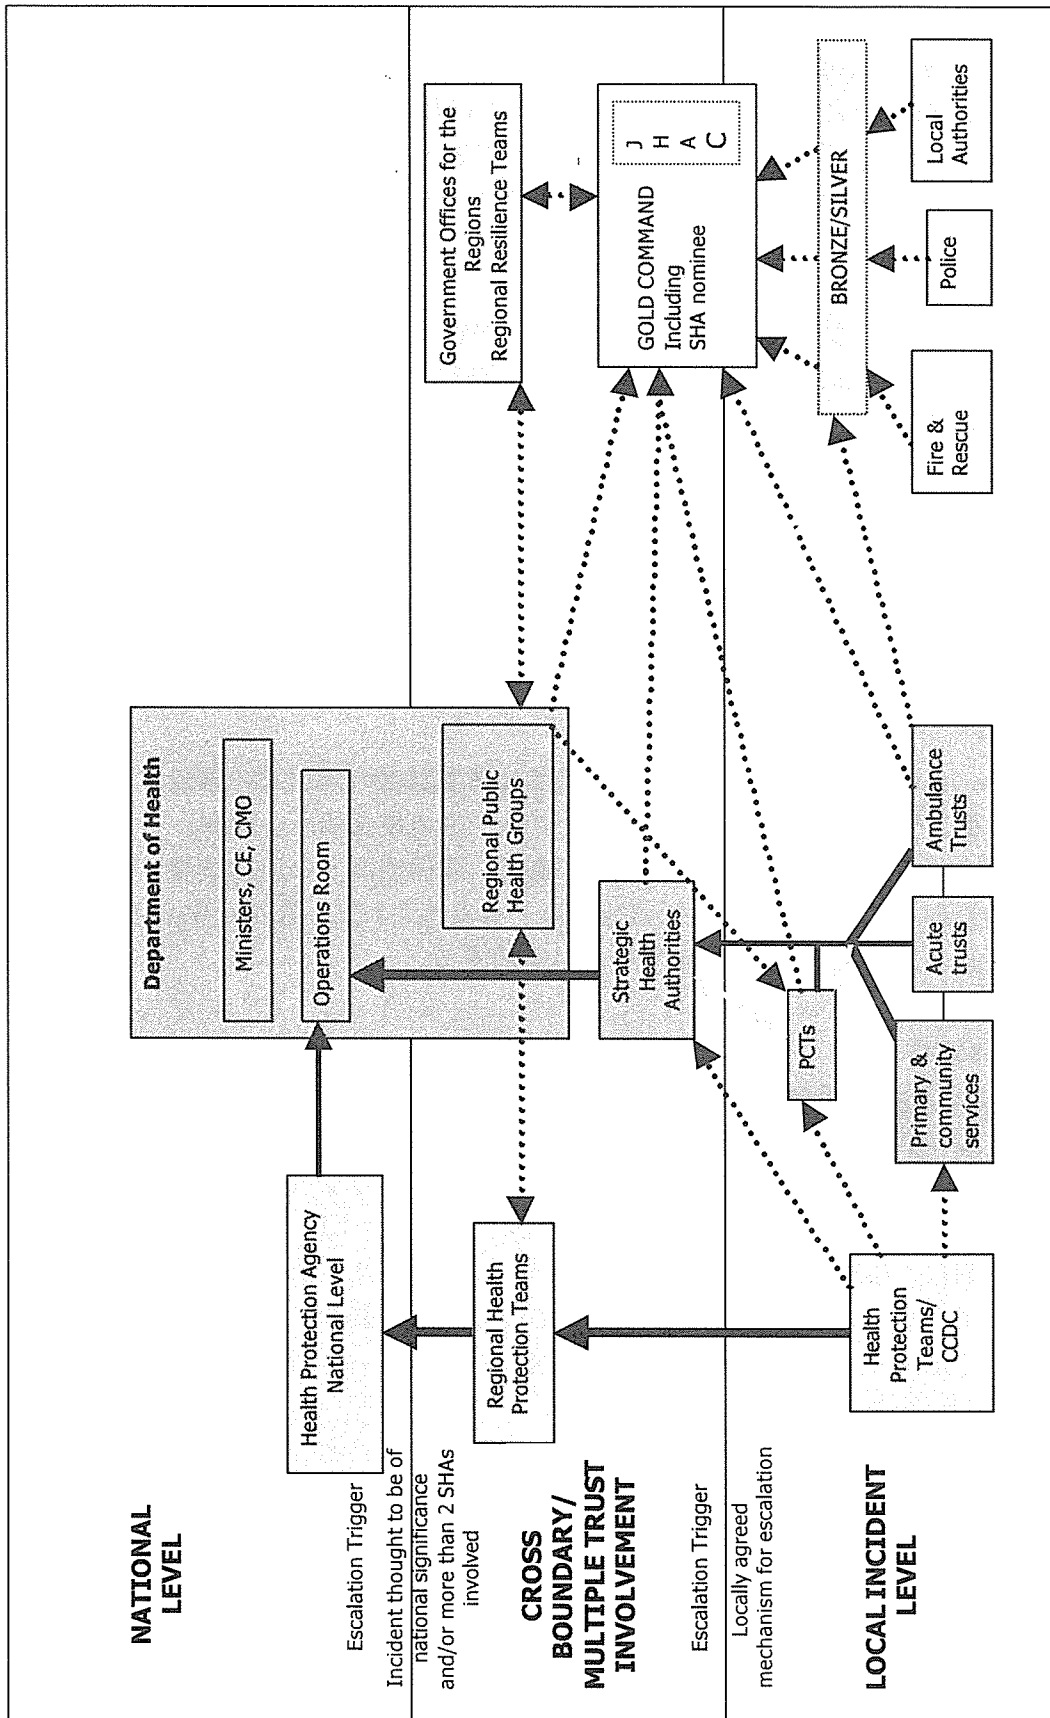 NATIONAL
LEVEL
Escalation Trigger
Incident thought to be of
national significance
and/or more than 2 SHAs
involved
CROSS
BOUNDARY/
MULTIPLE TRUST
INVOLVEMENT
Escalation Trigger
Locally agreed
mechanism for escalation
LOCAL INCIDENT
LEVEL
Health Protection Agency
National Level
Regional Health
Protection Teams
Health
Protection
Teams/
CCDC
Department of Health
Ministers, CE, CMO
Operations Room
Regional Public
Health Groups
Strategic
Health
Authorities
PCTs
Primary &
community
services
Acute
trusts
Ambulance
Trusts
Government Offices for the
Regions
Regional Resilience Teams
GOLD COMMAND
Including
SHA nominee
J
H
A
C
BRONZE/SILVER
Fire &
Rescue
Police
Local
Authorities